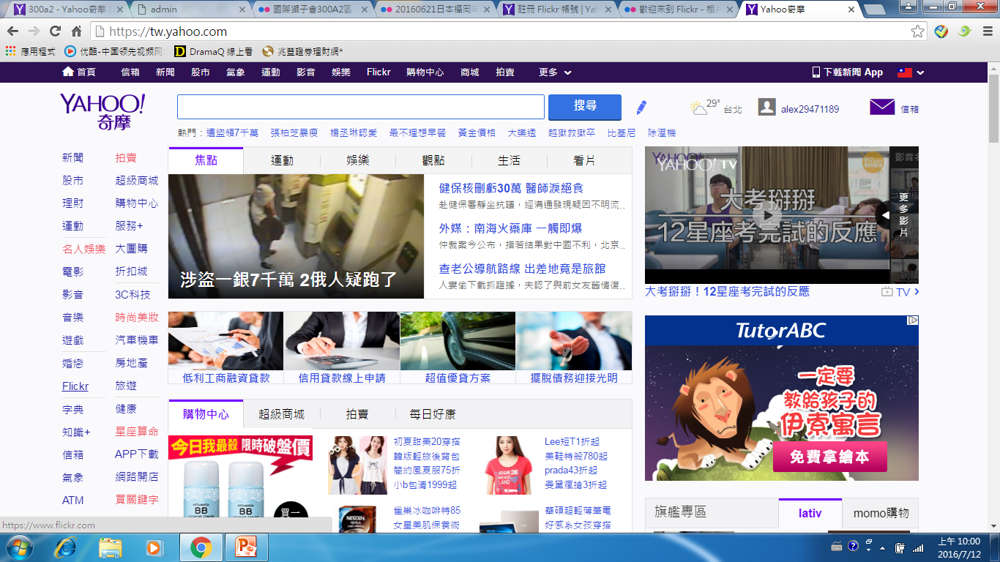 300a2 - Yahoo奇摩
admin
國際獅子會300A2區
20160621日本福岡
註冊 Flickr 帳號 | Ya
歡迎來到 Flickr - 相
Yahoo奇摩
https://tw.yahoo.com
應用程式
优酷-中国领先视频网
DramaQ 線上看
兆豐證券理財網*
首頁 信箱 新聞 股市 氣象 運動 影音 娛樂 Flickr 購物中心 商城 拍賣 更多
下載新聞 App
YAHOO!
奇摩
搜尋
29° 台北
alex29471189
信箱
熱門：遭盜領7千萬 張柏芝暴瘦 楊丞琳認愛 最不理想早餐 黃金價格 大樂透 越獄救獄卒 比基尼 除溼機
新聞 拍賣
股市 超級商城
理財 購物中心
運動 服務+
名人娛樂 大團購
電影 折扣城
影音 3C科技
音樂 時尚美妝
遊戲 汽車機車
婚戀 房地產
Flickr 旅遊
字典 健康
知識+ 星座算命
信箱 APP下載
氣象 網路開店
ATM 買關鍵字
焦點 運動 娛樂 觀點 生活 看片
涉盜一銀7千萬 2俄人疑跑了
健保核刪虧30萬 醫師淚絕食
赴健保署靜坐抗議，經溝通發現疑因不明流..
外媒：南海火藥庫 一觸即爆
仲裁案今公布，指若結果對中國不利，北京..
查老公導航路線 出差地竟是旅館
人妻偷下載抓證據，夫認了與前女友舊情復..
低利工商融資貸款
信用貸款線上申請
超值優貸方案
擺脫債務迎接光明
購物中心 超級商城 拍賣 每日好康
今日我最殺 限時破盤價
BB
BB
買一
初夏甜美20穿搭
韓版輕旅後背包
簡約風夏服75折
小b包清1999起
Lee短T1折起
美鞋特殺780起
prada43折起
曼黛瘋搶3折起
NESCAFÉ
雀巢冰咖啡特85
女星美肌保養術
華碩超輕薄筆電
好感系女孩穿搭
YAHOO! TV
影音名
大考掰掰
12星座考完試的反應
更多影片
大考掰掰！12星座考完試的反應
TV
TutorABC
一定要
教給孩子的
伊索寓言
免費拿繪本
旗艦專區 lativ momo購物
https://www.flickr.com
上午 10:00
2016/7/12